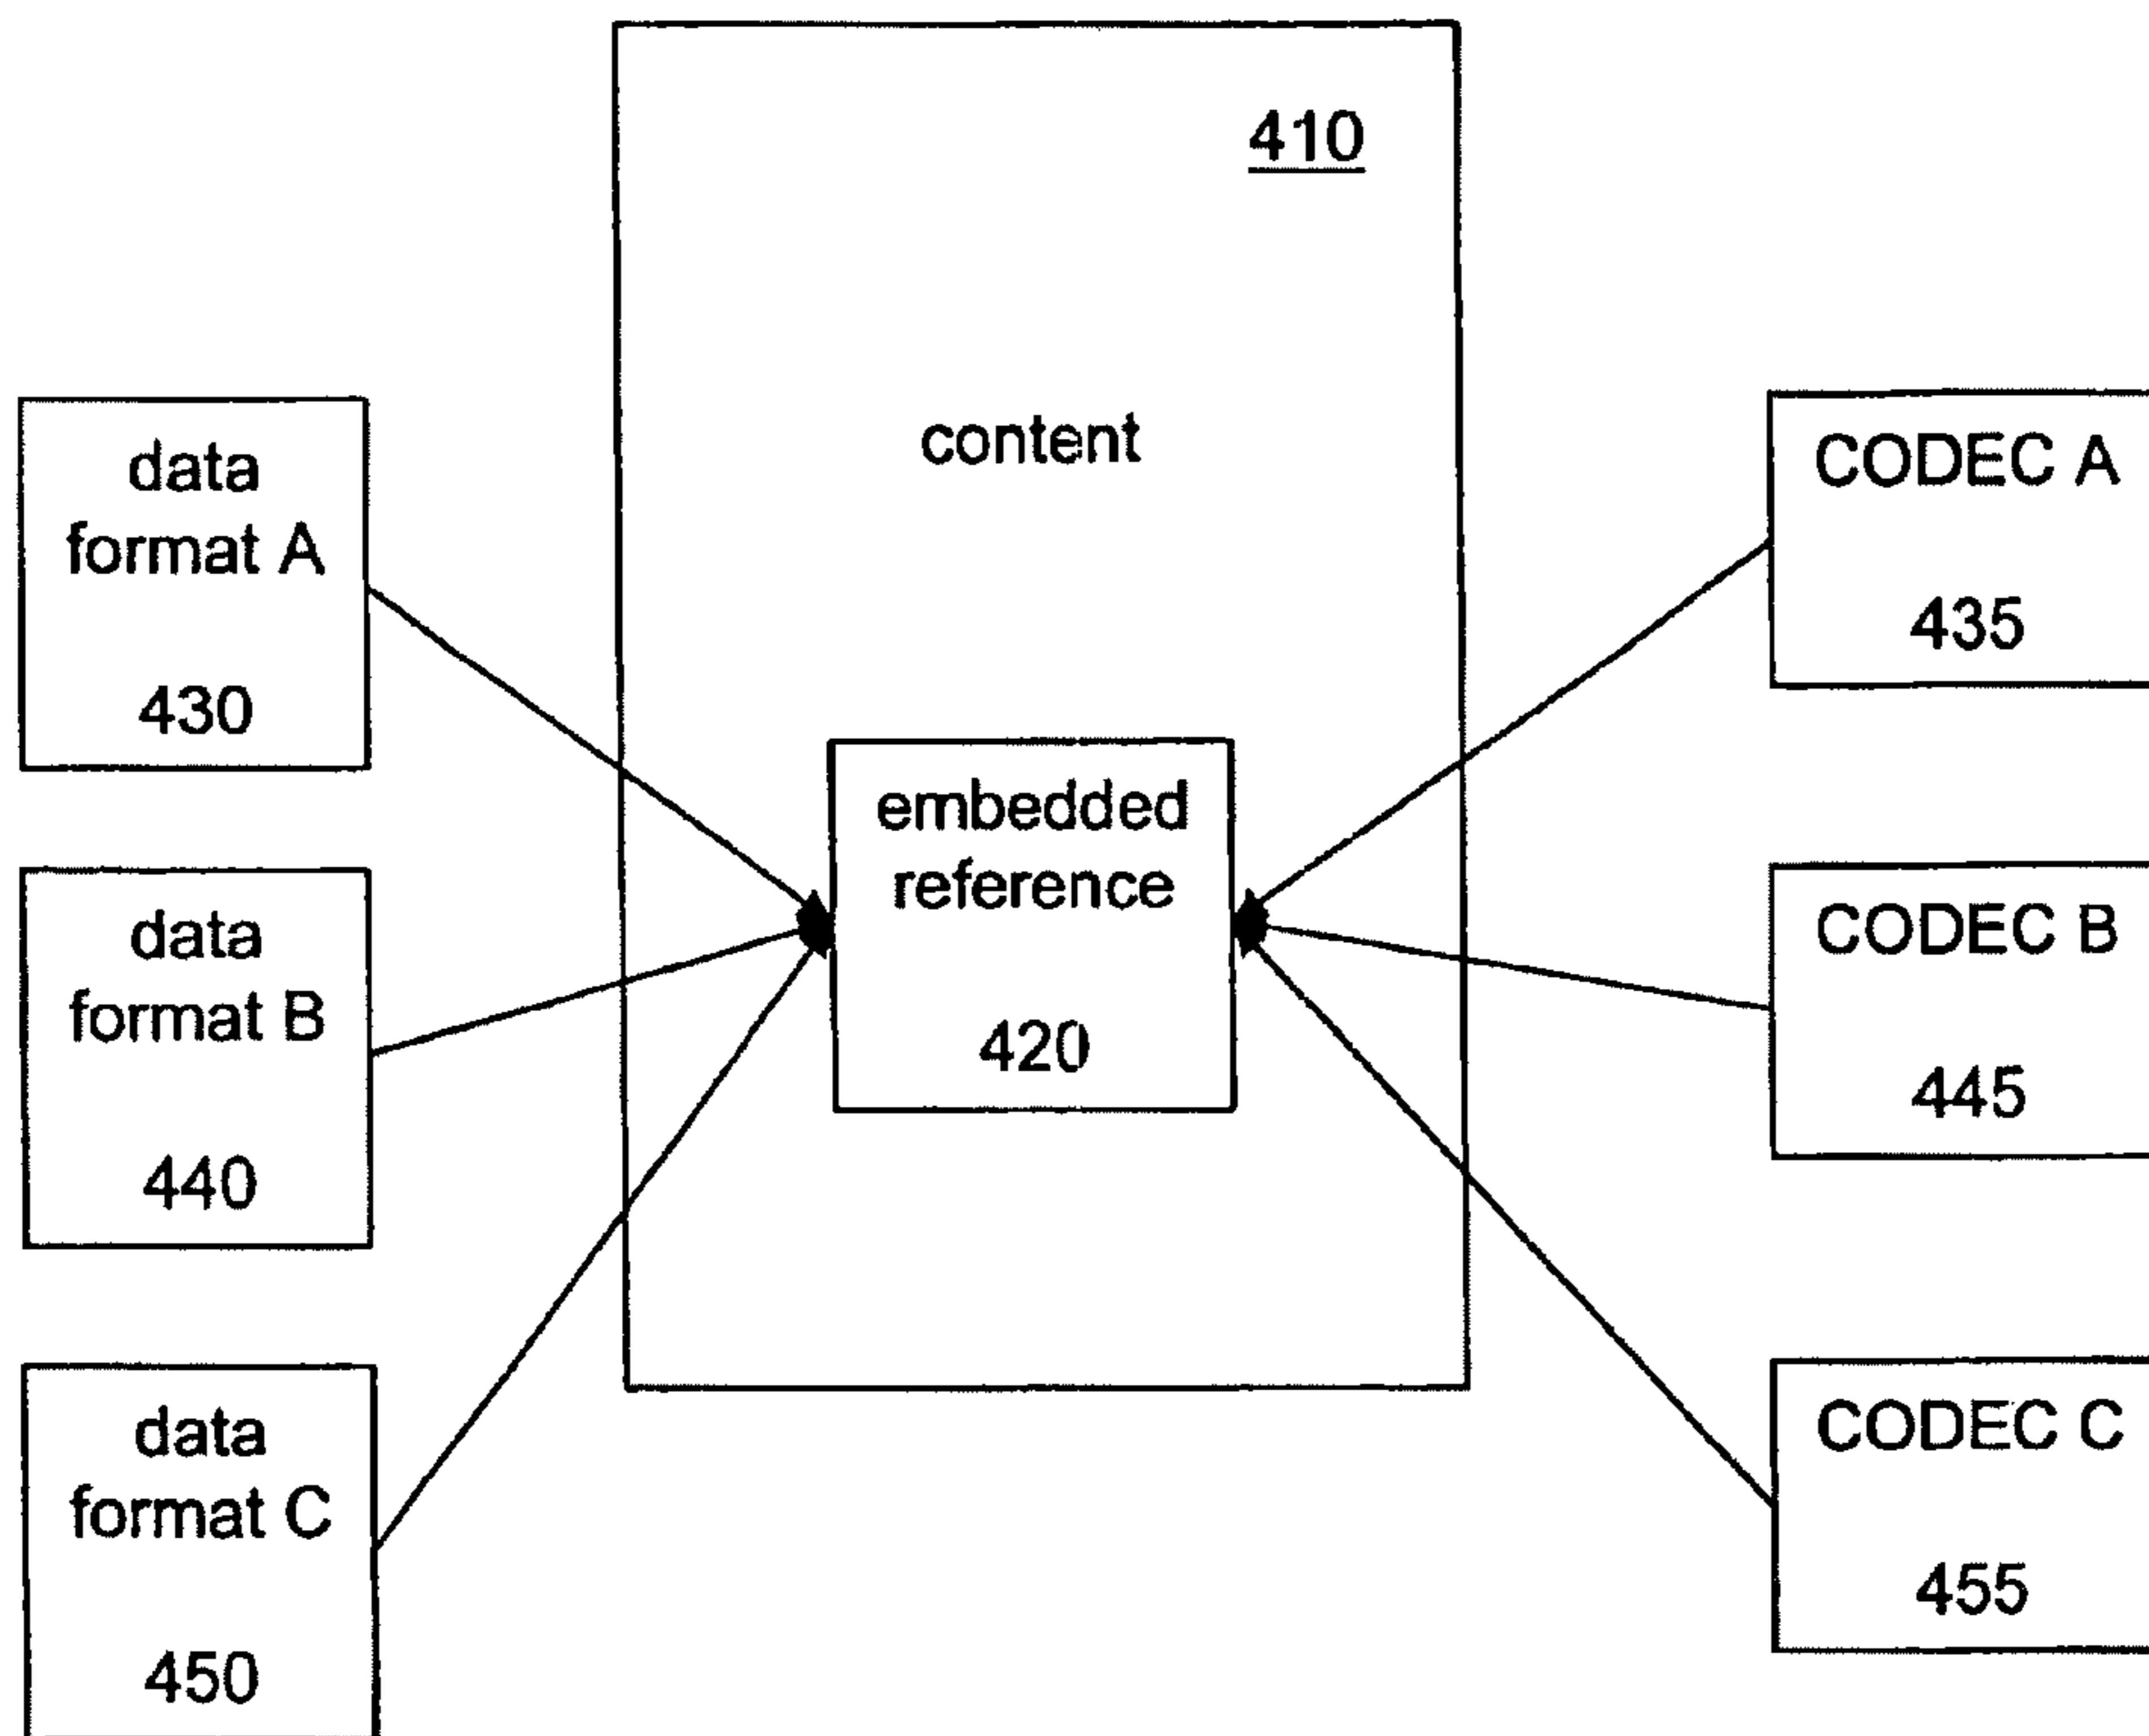 410
content
data
format A
430
data
format B
440
data
format C
450
embedded
reference
420
CODEC A
435
CODEC B
445
CODEC C
455